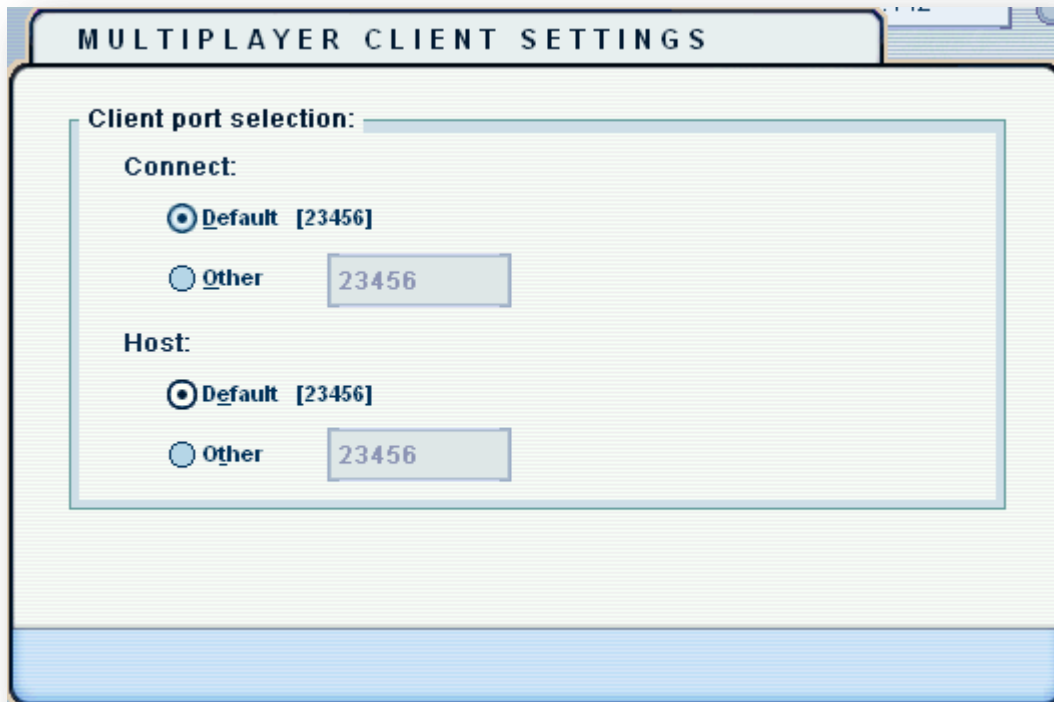 MULTIPLAYER CLIENT SETTINGS
Client port selection:
Connect:
Default [23456]
Other 23456
Host:
Default [23456]
Other 23456